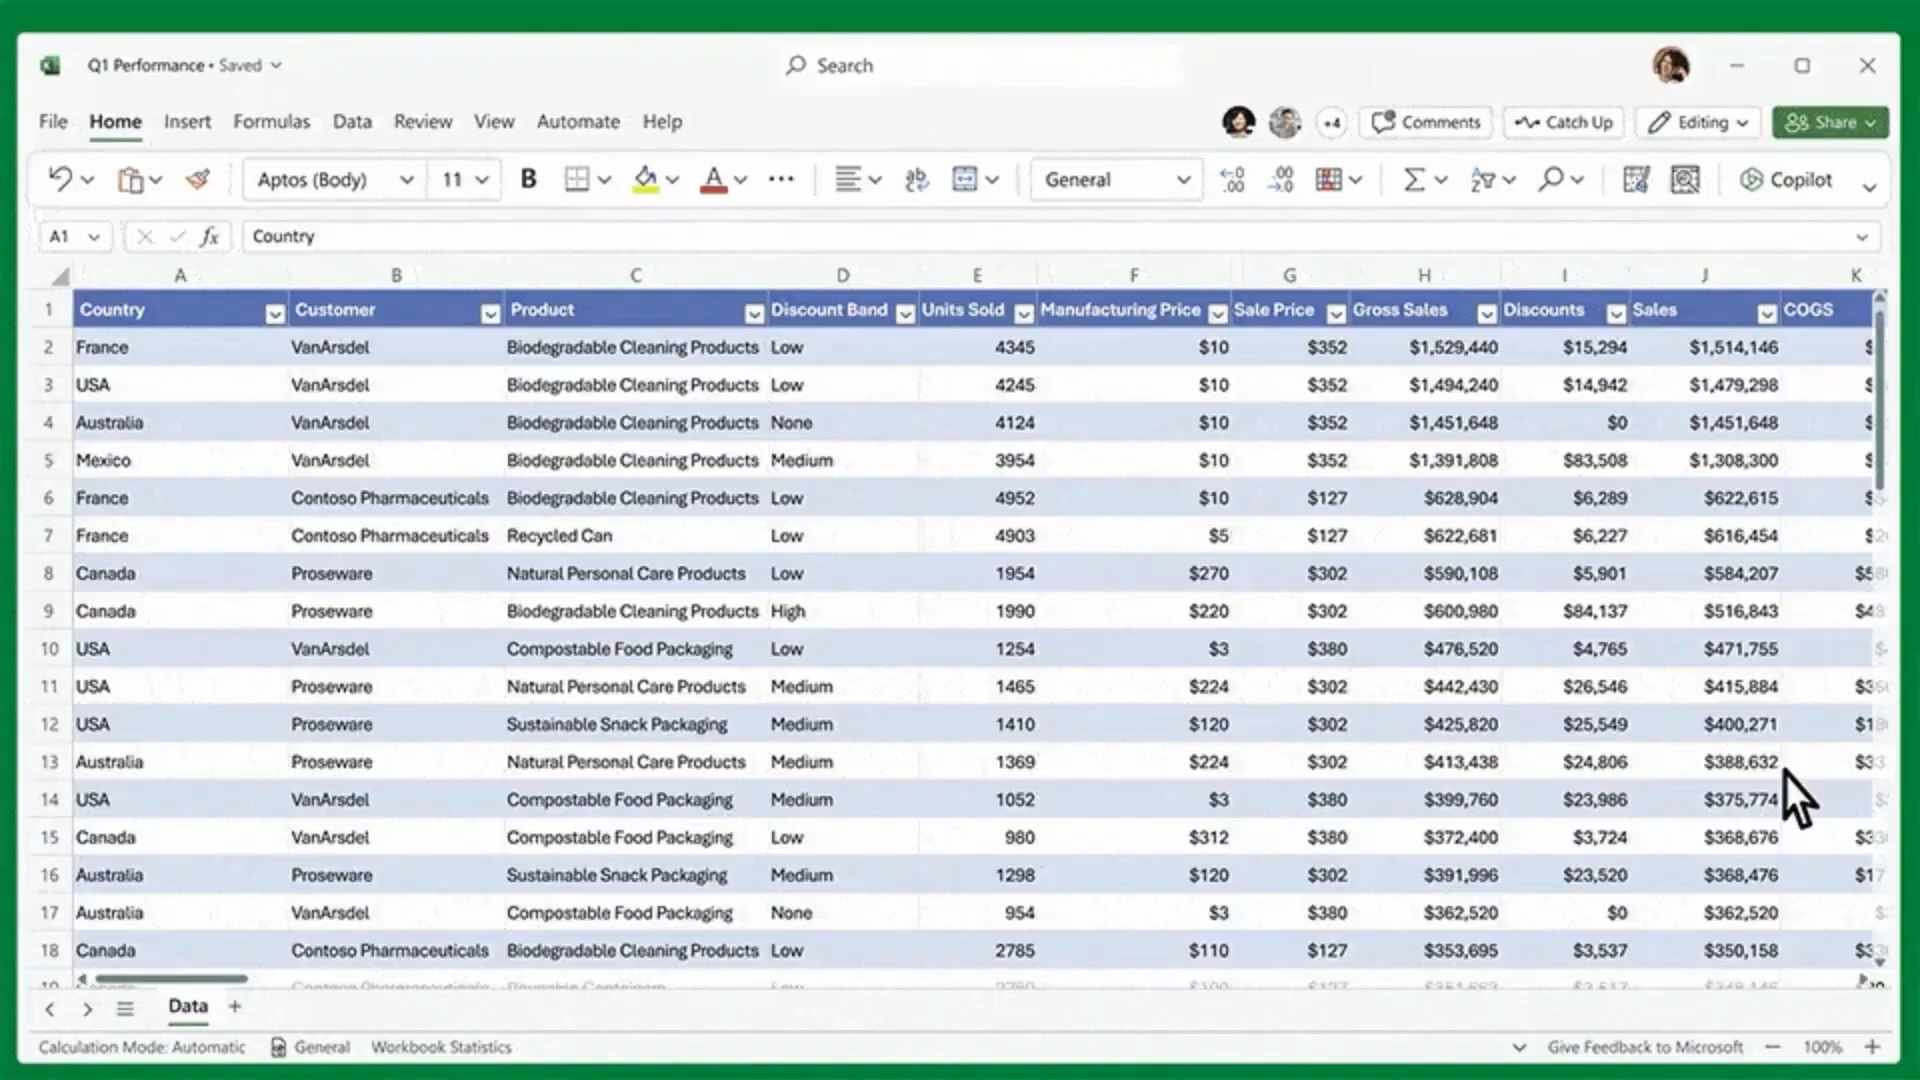 Q1 Performance • Saved
Search
File Home Insert Formulas Data Review View Automate Help
+4 Comments Catch Up Editing Share
Aptos (Body) 11 B A General Copilot
A1 fx Country
A B C D E F G H I J K
1 Country Customer Product Discount Band Units Sold Manufacturing Price Sale Price Gross Sales Discounts Sales COGS
2 France VanArsdel Biodegradable Cleaning Products Low 4345 $10 $352 $1,529,440 $15,294 $1,514,146
3 USA VanArsdel Biodegradable Cleaning Products Low 4245 $10 $352 $1,494,240 $14,942 $1,479,298
4 Australia VanArsdel Biodegradable Cleaning Products None 4124 $10 $352 $1,451,648 $0 $1,451,648
5 Mexico VanArsdel Biodegradable Cleaning Products Medium 3954 $10 $352 $1,391,808 $83,508 $1,308,300
6 France Contoso Pharmaceuticals Biodegradable Cleaning Products Low 4952 $10 $127 $628,904 $6,289 $622,615
7 France Contoso Pharmaceuticals Recycled Can Low 4903 $5 $127 $622,681 $6,227 $616,454
8 Canada Proseware Natural Personal Care Products Low 1954 $270 $302 $590,108 $5,901 $584,207
9 Canada Proseware Biodegradable Cleaning Products High 1990 $220 $302 $600,980 $84,137 $516,843
10 USA VanArsdel Compostable Food Packaging Low 1254 $3 $380 $476,520 $4,765 $471,755
11 USA Proseware Natural Personal Care Products Medium 1465 $224 $302 $442,430 $26,546 $415,884
12 USA Proseware Sustainable Snack Packaging Medium 1410 $120 $302 $425,820 $25,549 $400,271
13 Australia Proseware Natural Personal Care Products Medium 1369 $224 $302 $413,438 $24,806 $388,632
14 USA VanArsdel Compostable Food Packaging Medium 1052 $3 $380 $399,760 $23,986 $375,774
15 Canada VanArsdel Compostable Food Packaging Low 980 $312 $380 $372,400 $3,724 $368,676
16 Australia Proseware Sustainable Snack Packaging Medium 1298 $120 $302 $391,996 $23,520 $368,476
17 Australia VanArsdel Compostable Food Packaging None 954 $3 $380 $362,520 $0 $362,520
18 Canada Contoso Pharmaceuticals Biodegradable Cleaning Products Low 2785 $110 $127 $353,695 $3,537 $350,158
Data
Calculation Mode: Automatic General Workbook Statistics Give Feedback to Microsoft 100%